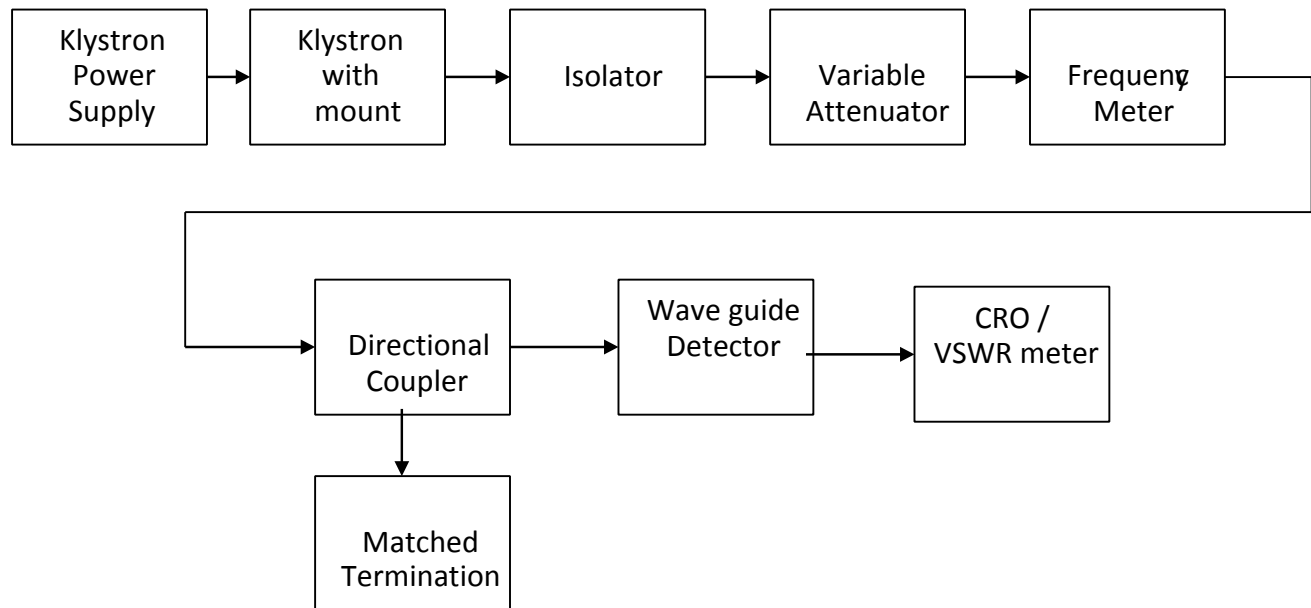 Klystron
Power
Supply
Klystron
with
mount
Isolator
Variable
Attenuator
Frequency
Meter
Directional
Coupler
Wave guide
Detector
CRO /
VSWR meter
Matched
Termination